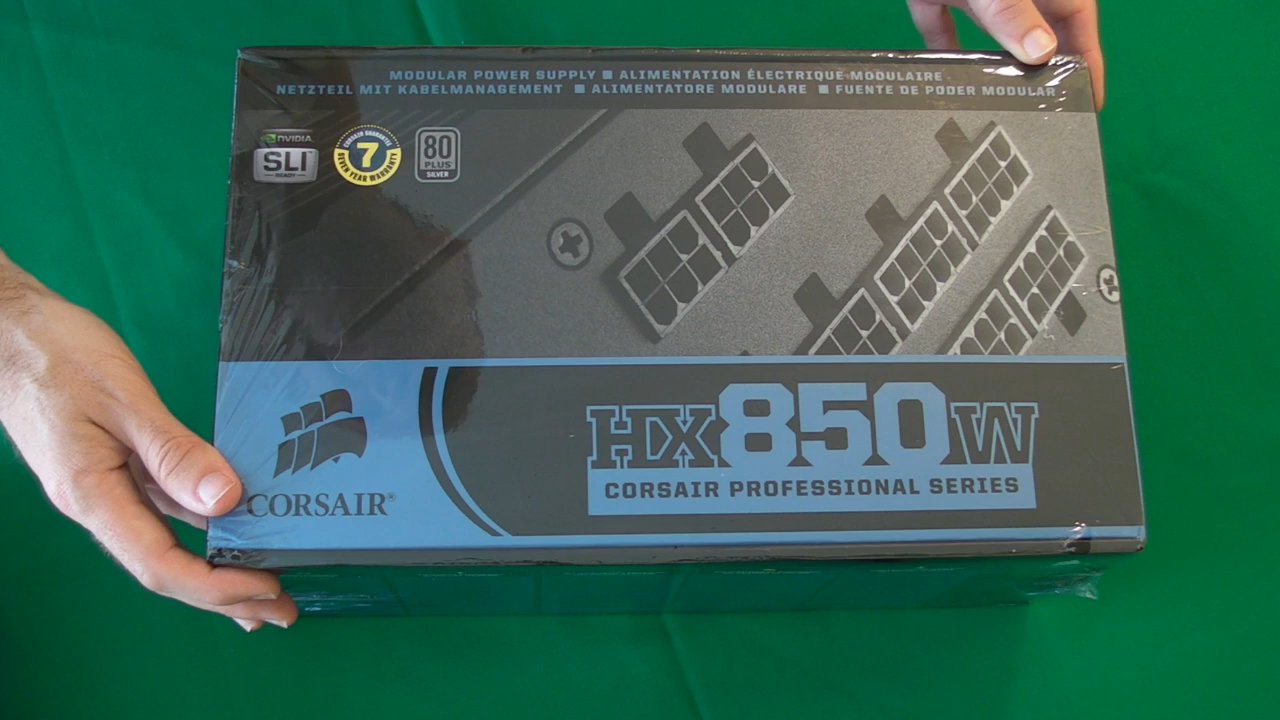 MODULAR POWER SUPPLY ■ ALIMENTATION ÉLECTRIQUE MODULAIRE
NETZTEIL MIT KABELMANAGEMENT ■ ALIMENTATORE MODULARE ■ FUENTE DE PODER MODULAR
NVIDIA
SLI
READY
CORSAIR GUARANTEE
7
SEVEN YEAR WARRANTY
80
PLUS
SILVER
HX850W
CORSAIR PROFESSIONAL SERIES
CORSAIR®